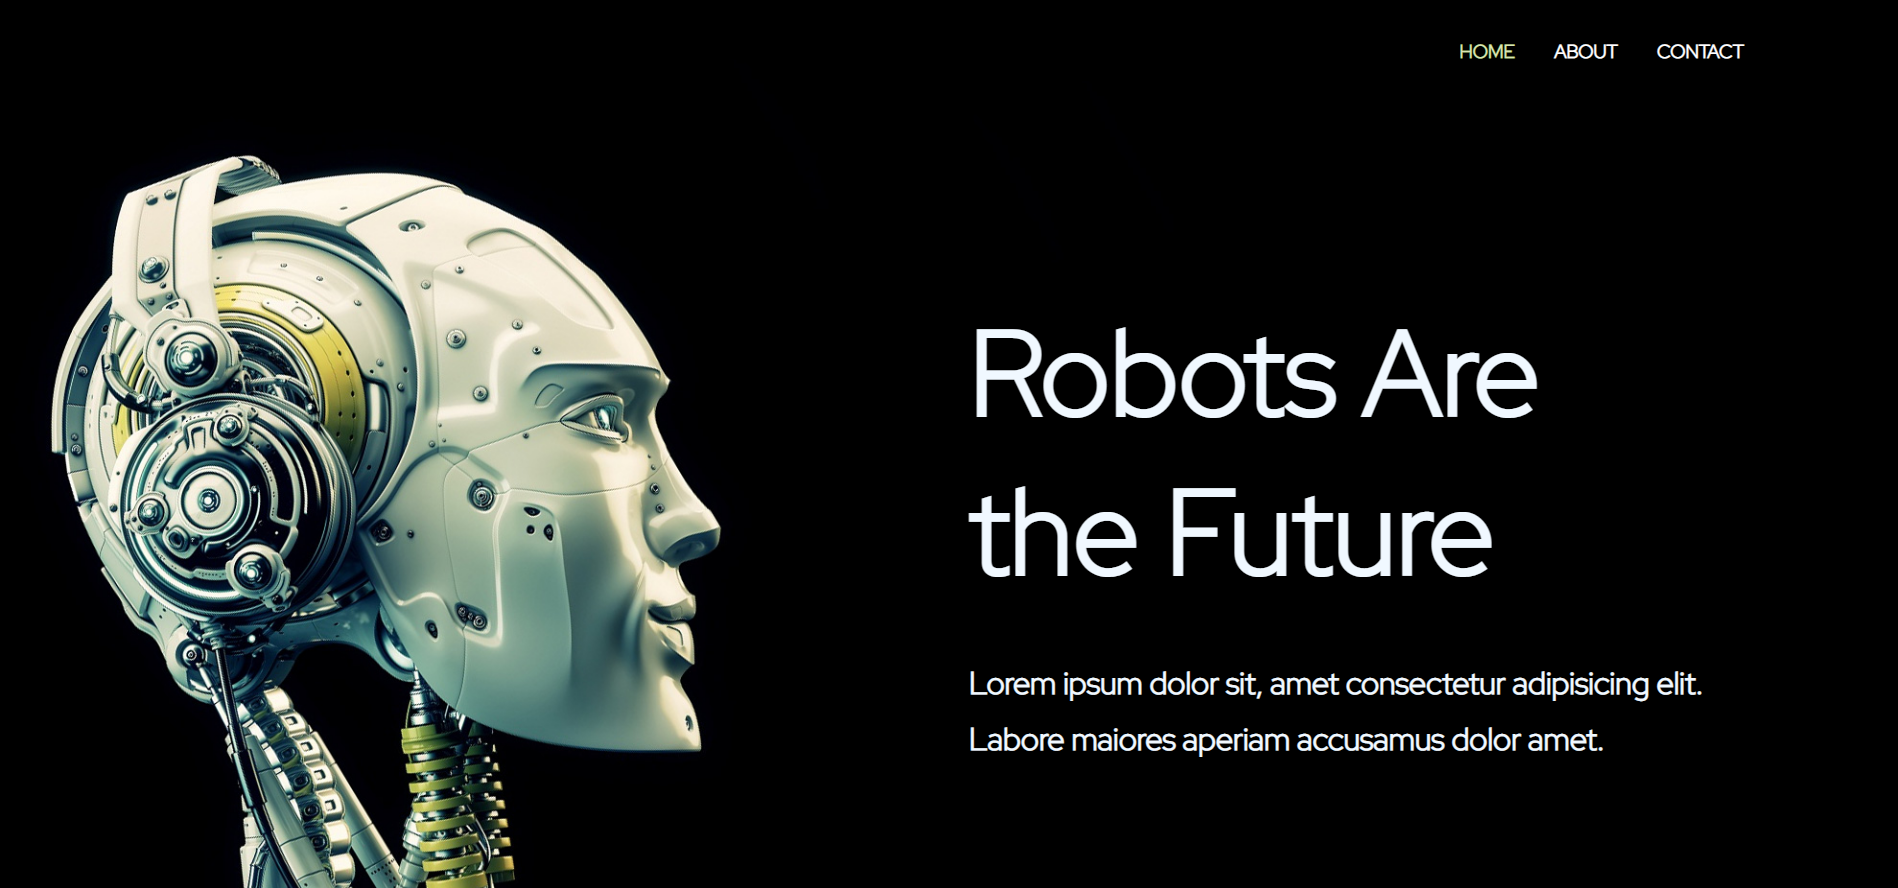 HOME ABOUT CONTACT
Robots Are
the Future
Lorem ipsum dolor sit, amet consectetur adipisicing elit.
Labore maiores aperiam accusamus dolor amet.